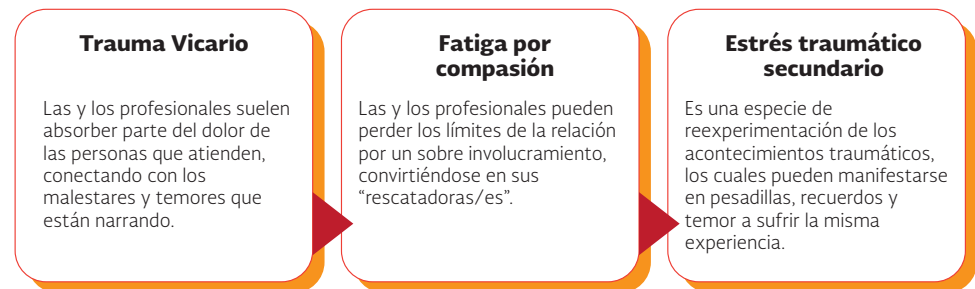 Trauma Vicario
Las y los profesionales suelen
absorber parte del dolor de
las personas que atienden,
conectando con los
malestares y temores que
están narrando.
Fatiga por
compasión
Las y los profesionales pueden
perder los límites de la relación
por un sobre involucramiento,
convirtiéndose en sus
“rescatadoras/es”.
Estrés traumático
secundario
Es una especie de
reexperimentación de los
acontecimientos traumáticos,
los cuales pueden manifestarse
en pesadillas, recuerdos y
temor a sufrir la misma
experiencia.